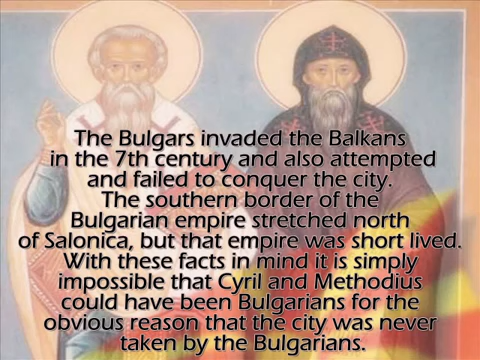 The Bulgars invaded the Balkans
in the 7th century and also attempted
and failed to conquer the city.
The southern border of the
Bulgarian empire stretched north
of Salonica, but that empire was short lived.
With these facts in mind it is simply
impossible that Cyril and Methodius
could have been Bulgarians for the
obvious reason that the city was never
taken by the Bulgarians.